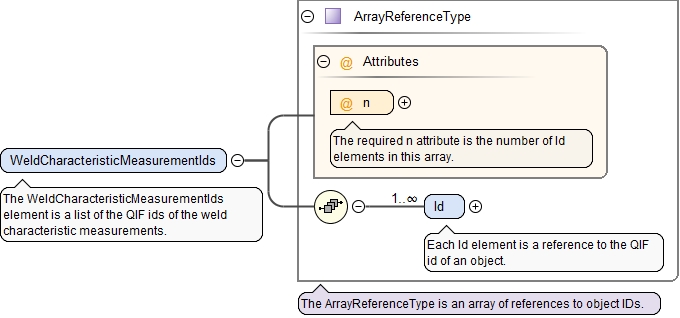 ArrayReferenceType
@ Attributes
@ n
The required n attribute is the number of Id
elements in this array.
WeldCharacteristicMeasurementIds
The WeldCharacteristicMeasurementIds
element is a list of the QIF ids of the weld
characteristic measurements.
1..∞
Id
Each Id element is a reference to the QIF
id of an object.
The ArrayReferenceType is an array of references to object IDs.